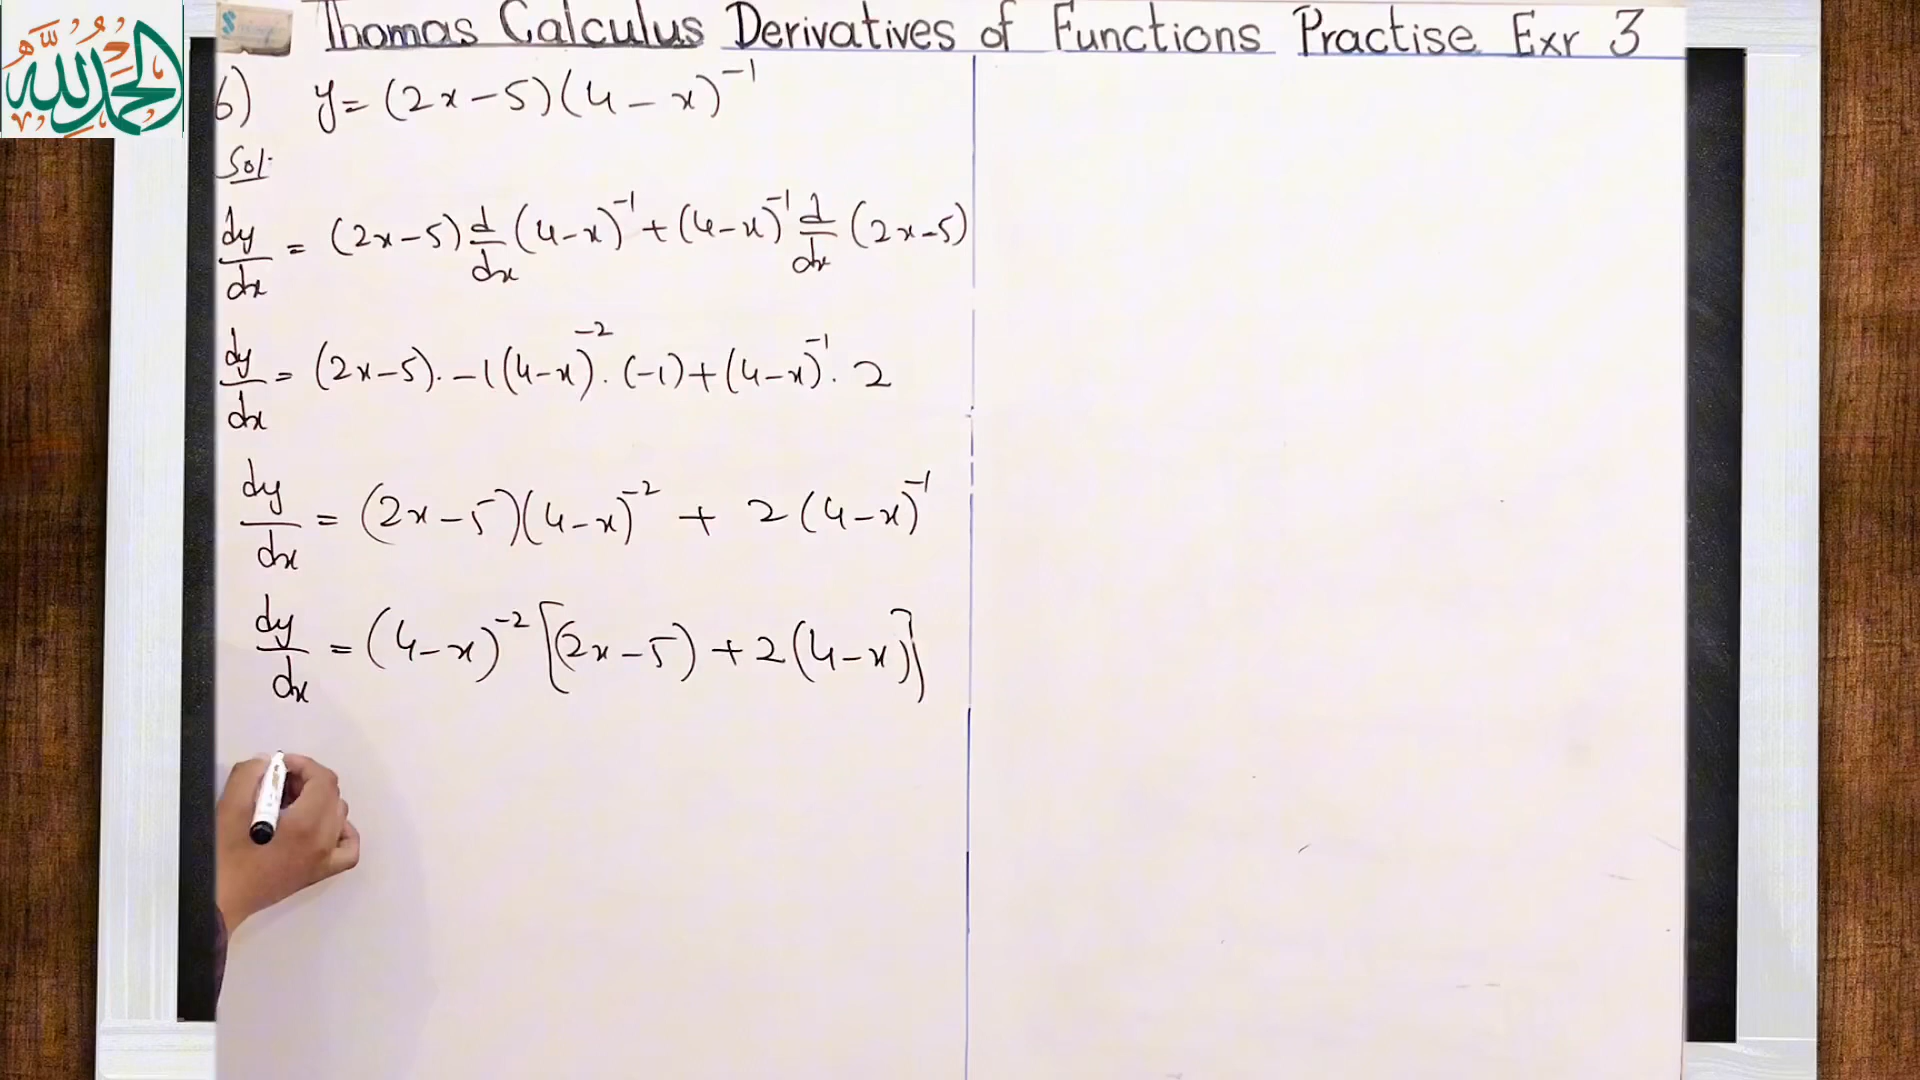 الحمد لله
Thomas Calculus Derivatives of Functions Practise Exr 3
6) y = (2x-5)(4-x)⁻¹
Sol:
dy/dx = (2x-5) d/dx (4-x)⁻¹ + (4-x)⁻¹ d/dx (2x-5)
dy/dx = (2x-5). -1(4-x)⁻². (-1) + (4-x)⁻¹. 2
dy/dx = (2x-5)(4-x)⁻² + 2(4-x)⁻¹
dy/dx = (4-x)⁻² [(2x-5) + 2(4-x)]